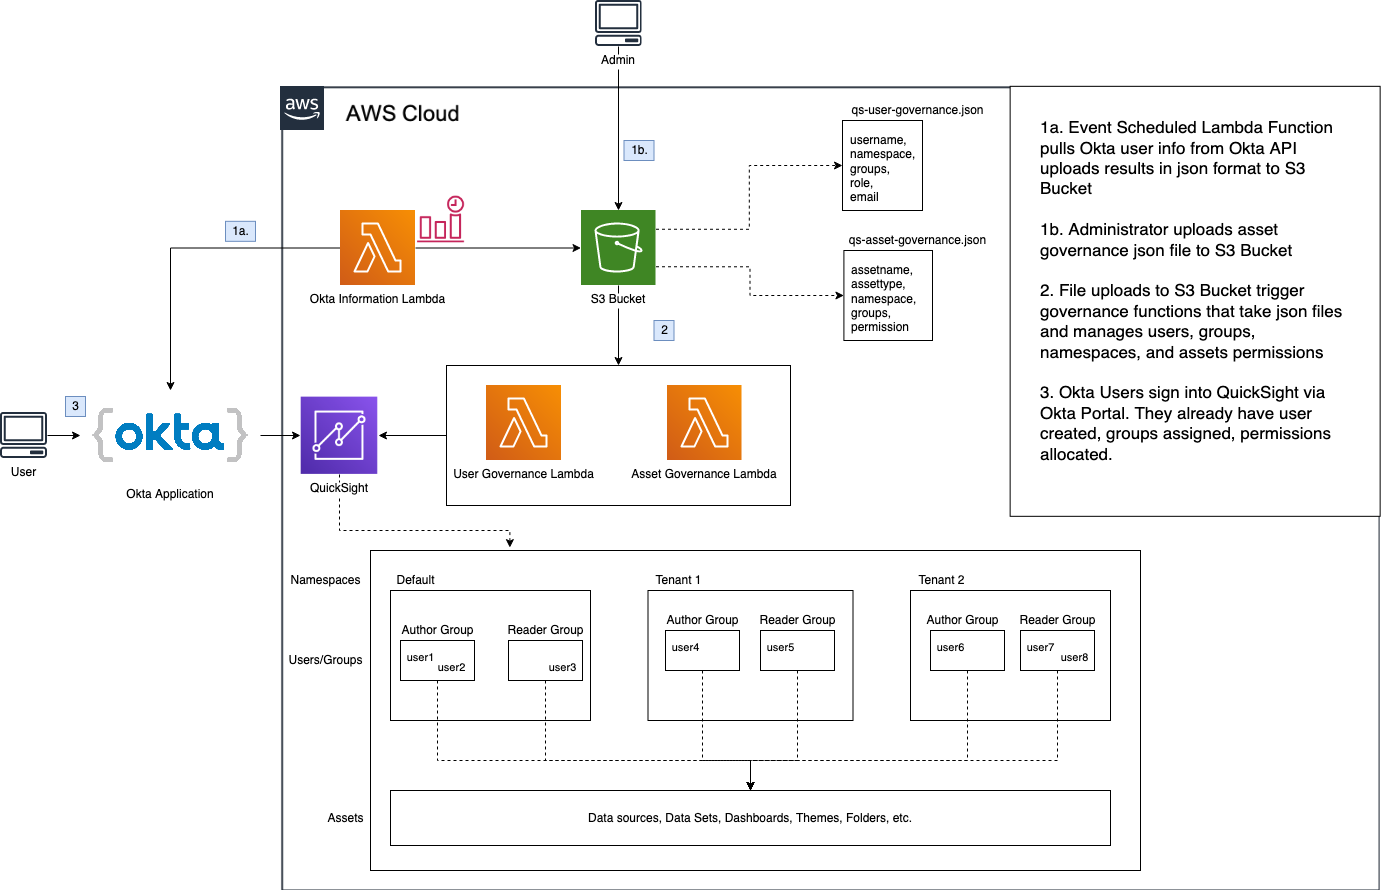 Admin
aws
AWS Cloud
1b.
qs-user-governance.json
username,
namespace,
groups,
role,
email
qs-asset-governance.json
assetname,
assettype,
namespace,
groups,
permission
1a.
Okta Information Lambda
S3 Bucket
2
1a. Event Scheduled Lambda Function
pulls Okta user info from Okta API
uploads results in json format to S3
Bucket
1b. Administrator uploads asset
governance json file to S3 Bucket
2. File uploads to S3 Bucket trigger
governance functions that take json files
and manages users, groups,
namespaces, and assets permissions
3. Okta Users sign into QuickSight via
Okta Portal. They already have user
created, groups assigned, permissions
allocated.
3
User
{okta}
Okta Application
QuickSight
User Governance Lambda
Asset Governance Lambda
Namespaces
Default
Tenant 1
Tenant 2
Users/Groups
Author Group
user1
user2
Reader Group
user3
Author Group
user4
Reader Group
user5
Author Group
user6
Reader Group
user7
user8
Assets
Data sources, Data Sets, Dashboards, Themes, Folders, etc.